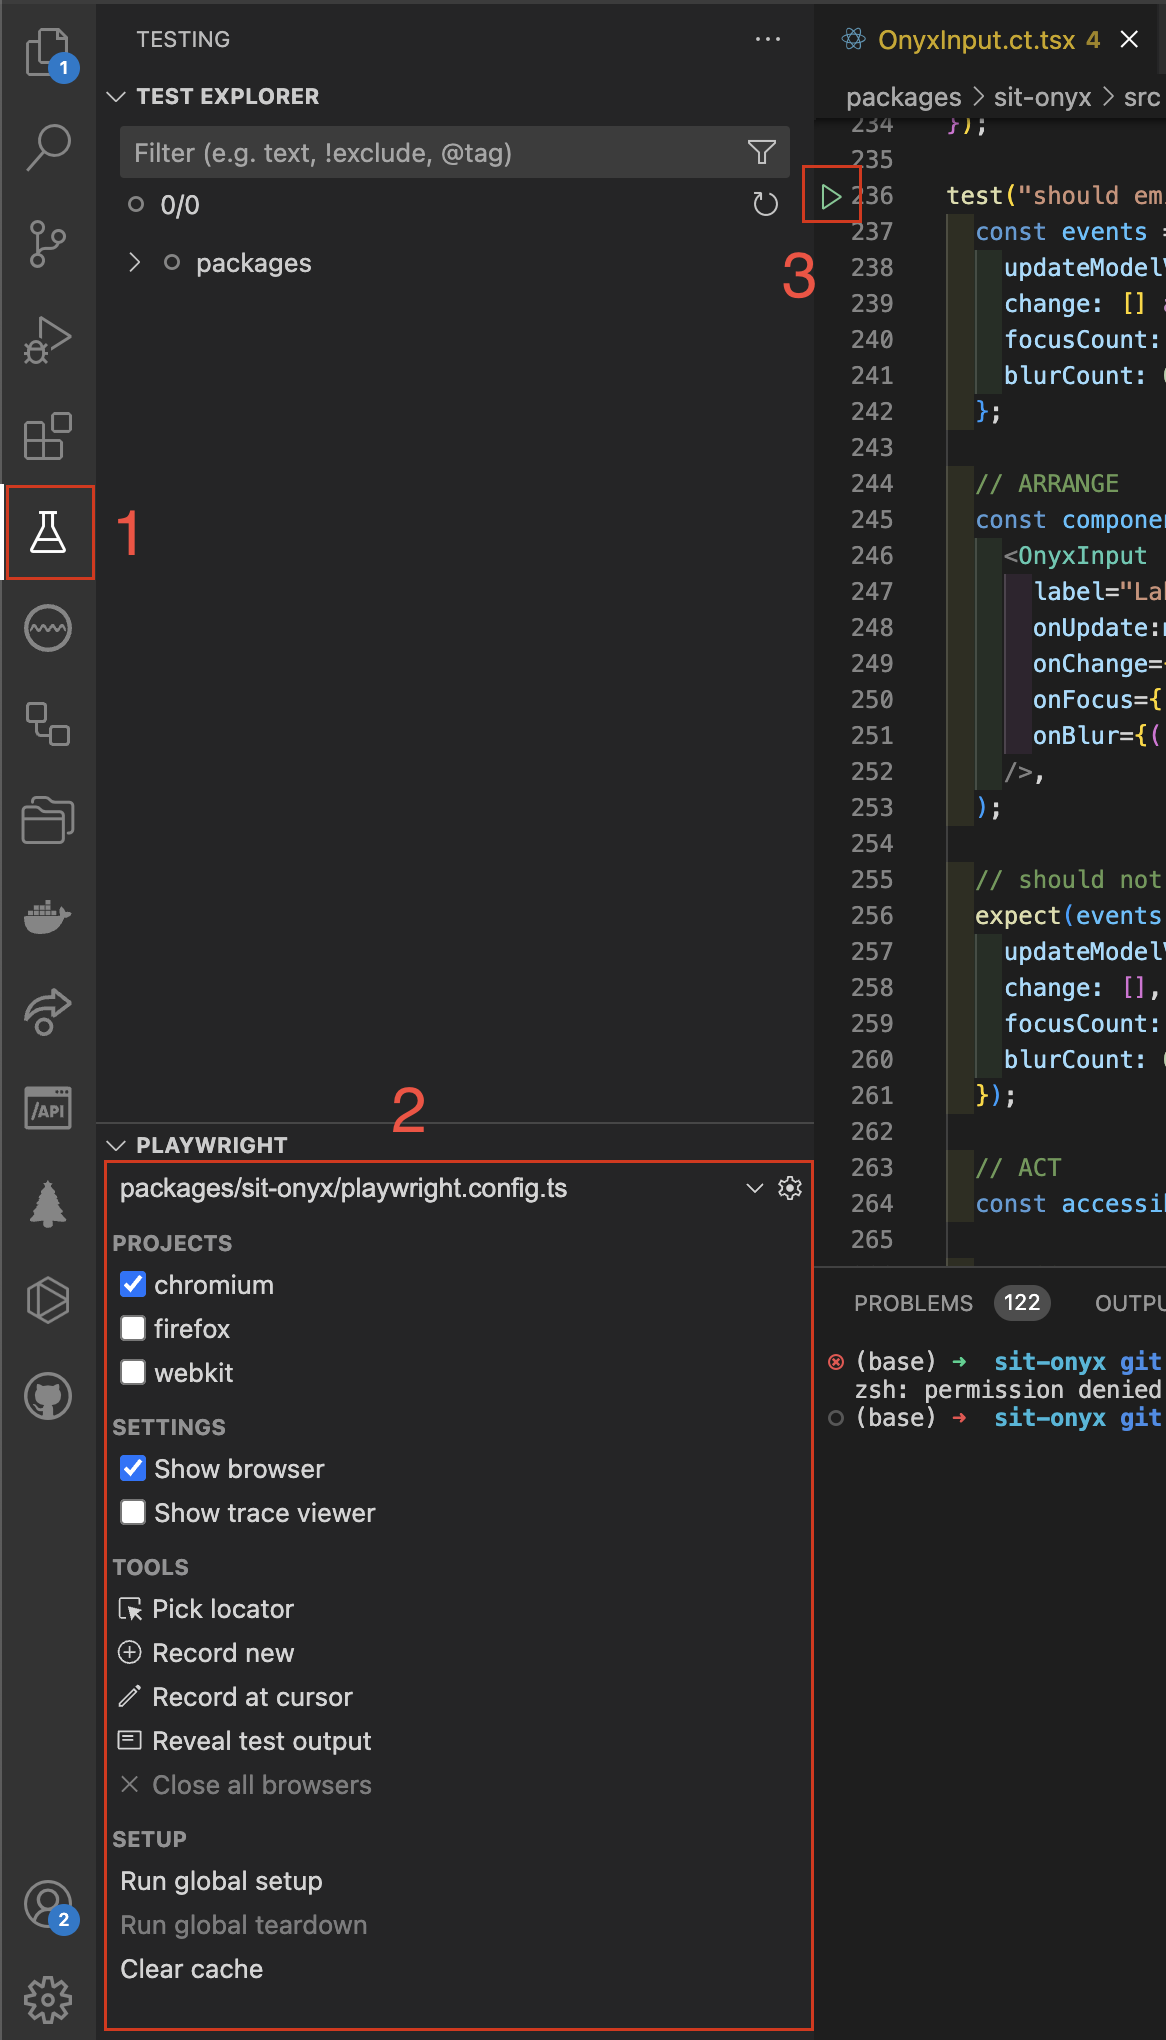 TESTING
TEST EXPLORER
Filter (e.g. text, !exclude, @tag)
0/0
packages
1
2
PLAYWRIGHT
packages/sit-onyx/playwright.config.ts
PROJECTS
chromium
firefox
webkit
SETTINGS
Show browser
Show trace viewer
TOOLS
Pick locator
Record new
Record at cursor
Reveal test output
Close all browsers
SETUP
Run global setup
Run global teardown
Clear cache
1
/API
2
3
OnyxInput.ct.tsx 4
packages > sit-onyx > src
234 });
235
236 test("should em
237 const events =
238 updateModelV
239 change: [] a
240 focusCount:
241 blurCount: 0
242 };
243
244 // ARRANGE
245 const componen
246 <OnyxInput
247 label="Lab
248 onUpdate:m
249 onChange={
250 onFocus={(
251 onBlur={(
252 />,
253 );
254
255 // should not
256 expect(events
257 updateModelV
258 change: [],
259 focusCount:
260 blurCount: 0
261 });
262
263 // ACT
264 const accessib
265
PROBLEMS 122 OUTPU
(base) ➜ sit-onyx git
zsh: permission denied
(base) ➜ sit-onyx git